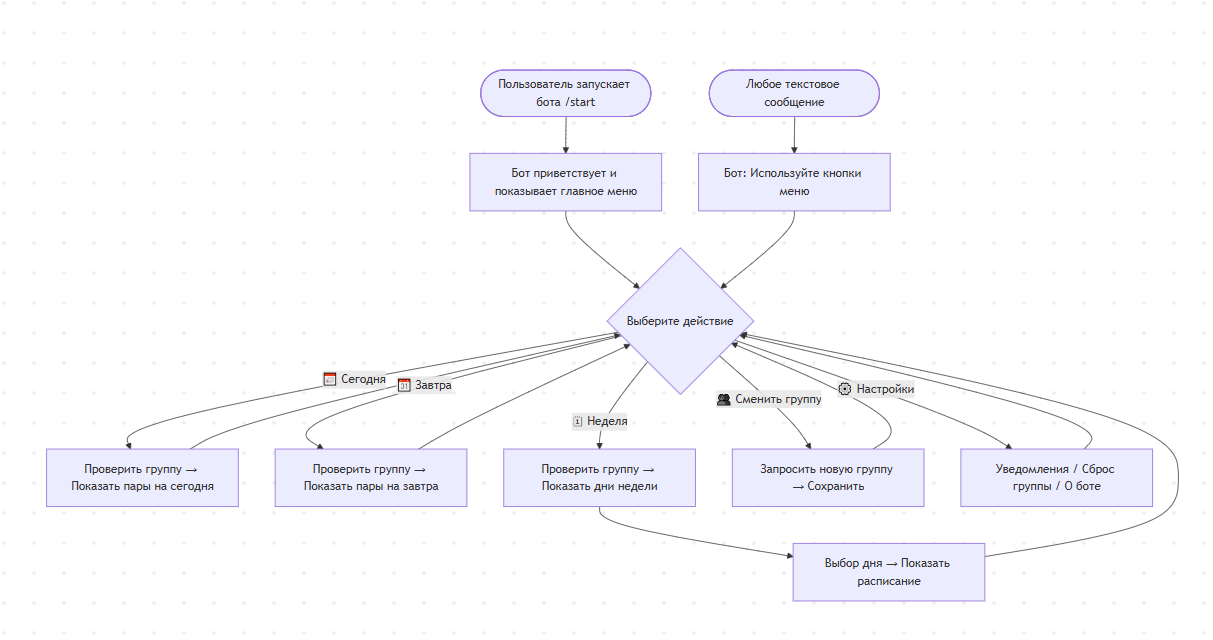 Пользователь запускает
бота /start
Любое текстовое
сообщение
Бот приветствует и
показывает главное меню
Бот: Используйте кнопки
меню
Выберите действие
Сегодня
31 Завтра
1 Неделя
Сменить группу
Настройки
Проверить группу →
Показать пары на сегодня
Проверить группу →
Показать пары на завтра
Проверить группу →
Показать дни недели
Запросить новую группу
→ Сохранить
Уведомления / Сброс
группы / О боте
Выбор дня → Показать
расписание